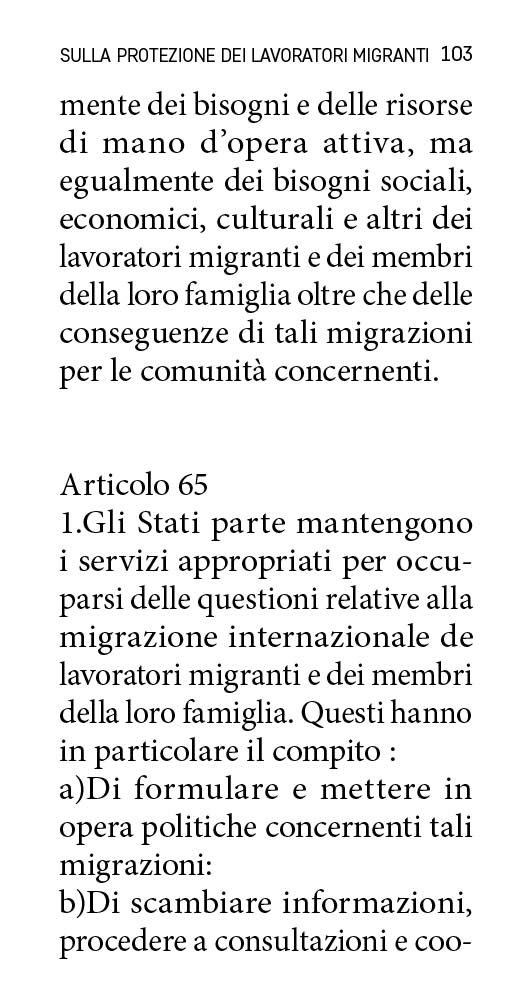 SULLA PROTEZIONE DEI LAVORATORI MIGRANTI 103
mente dei bisogni e delle risorse
di mano d’opera attiva, ma
egualmente dei bisogni sociali,
economici, culturali e altri dei
lavoratori migranti e dei membri
della loro famiglia oltre che delle
conseguenze di tali migrazioni
per le comunità concernenti.
Articolo 65
1.Gli Stati parte mantengono
i servizi appropriati per occu-
parsi delle questioni relative alla
migrazione internazionale de
lavoratori migranti e dei membri
della loro famiglia. Questi hanno
in particolare il compito :
a)Di formulare e mettere in
opera politiche concernenti tali
migrazioni:
b)Di scambiare informazioni,
procedere a consultazioni e coo-